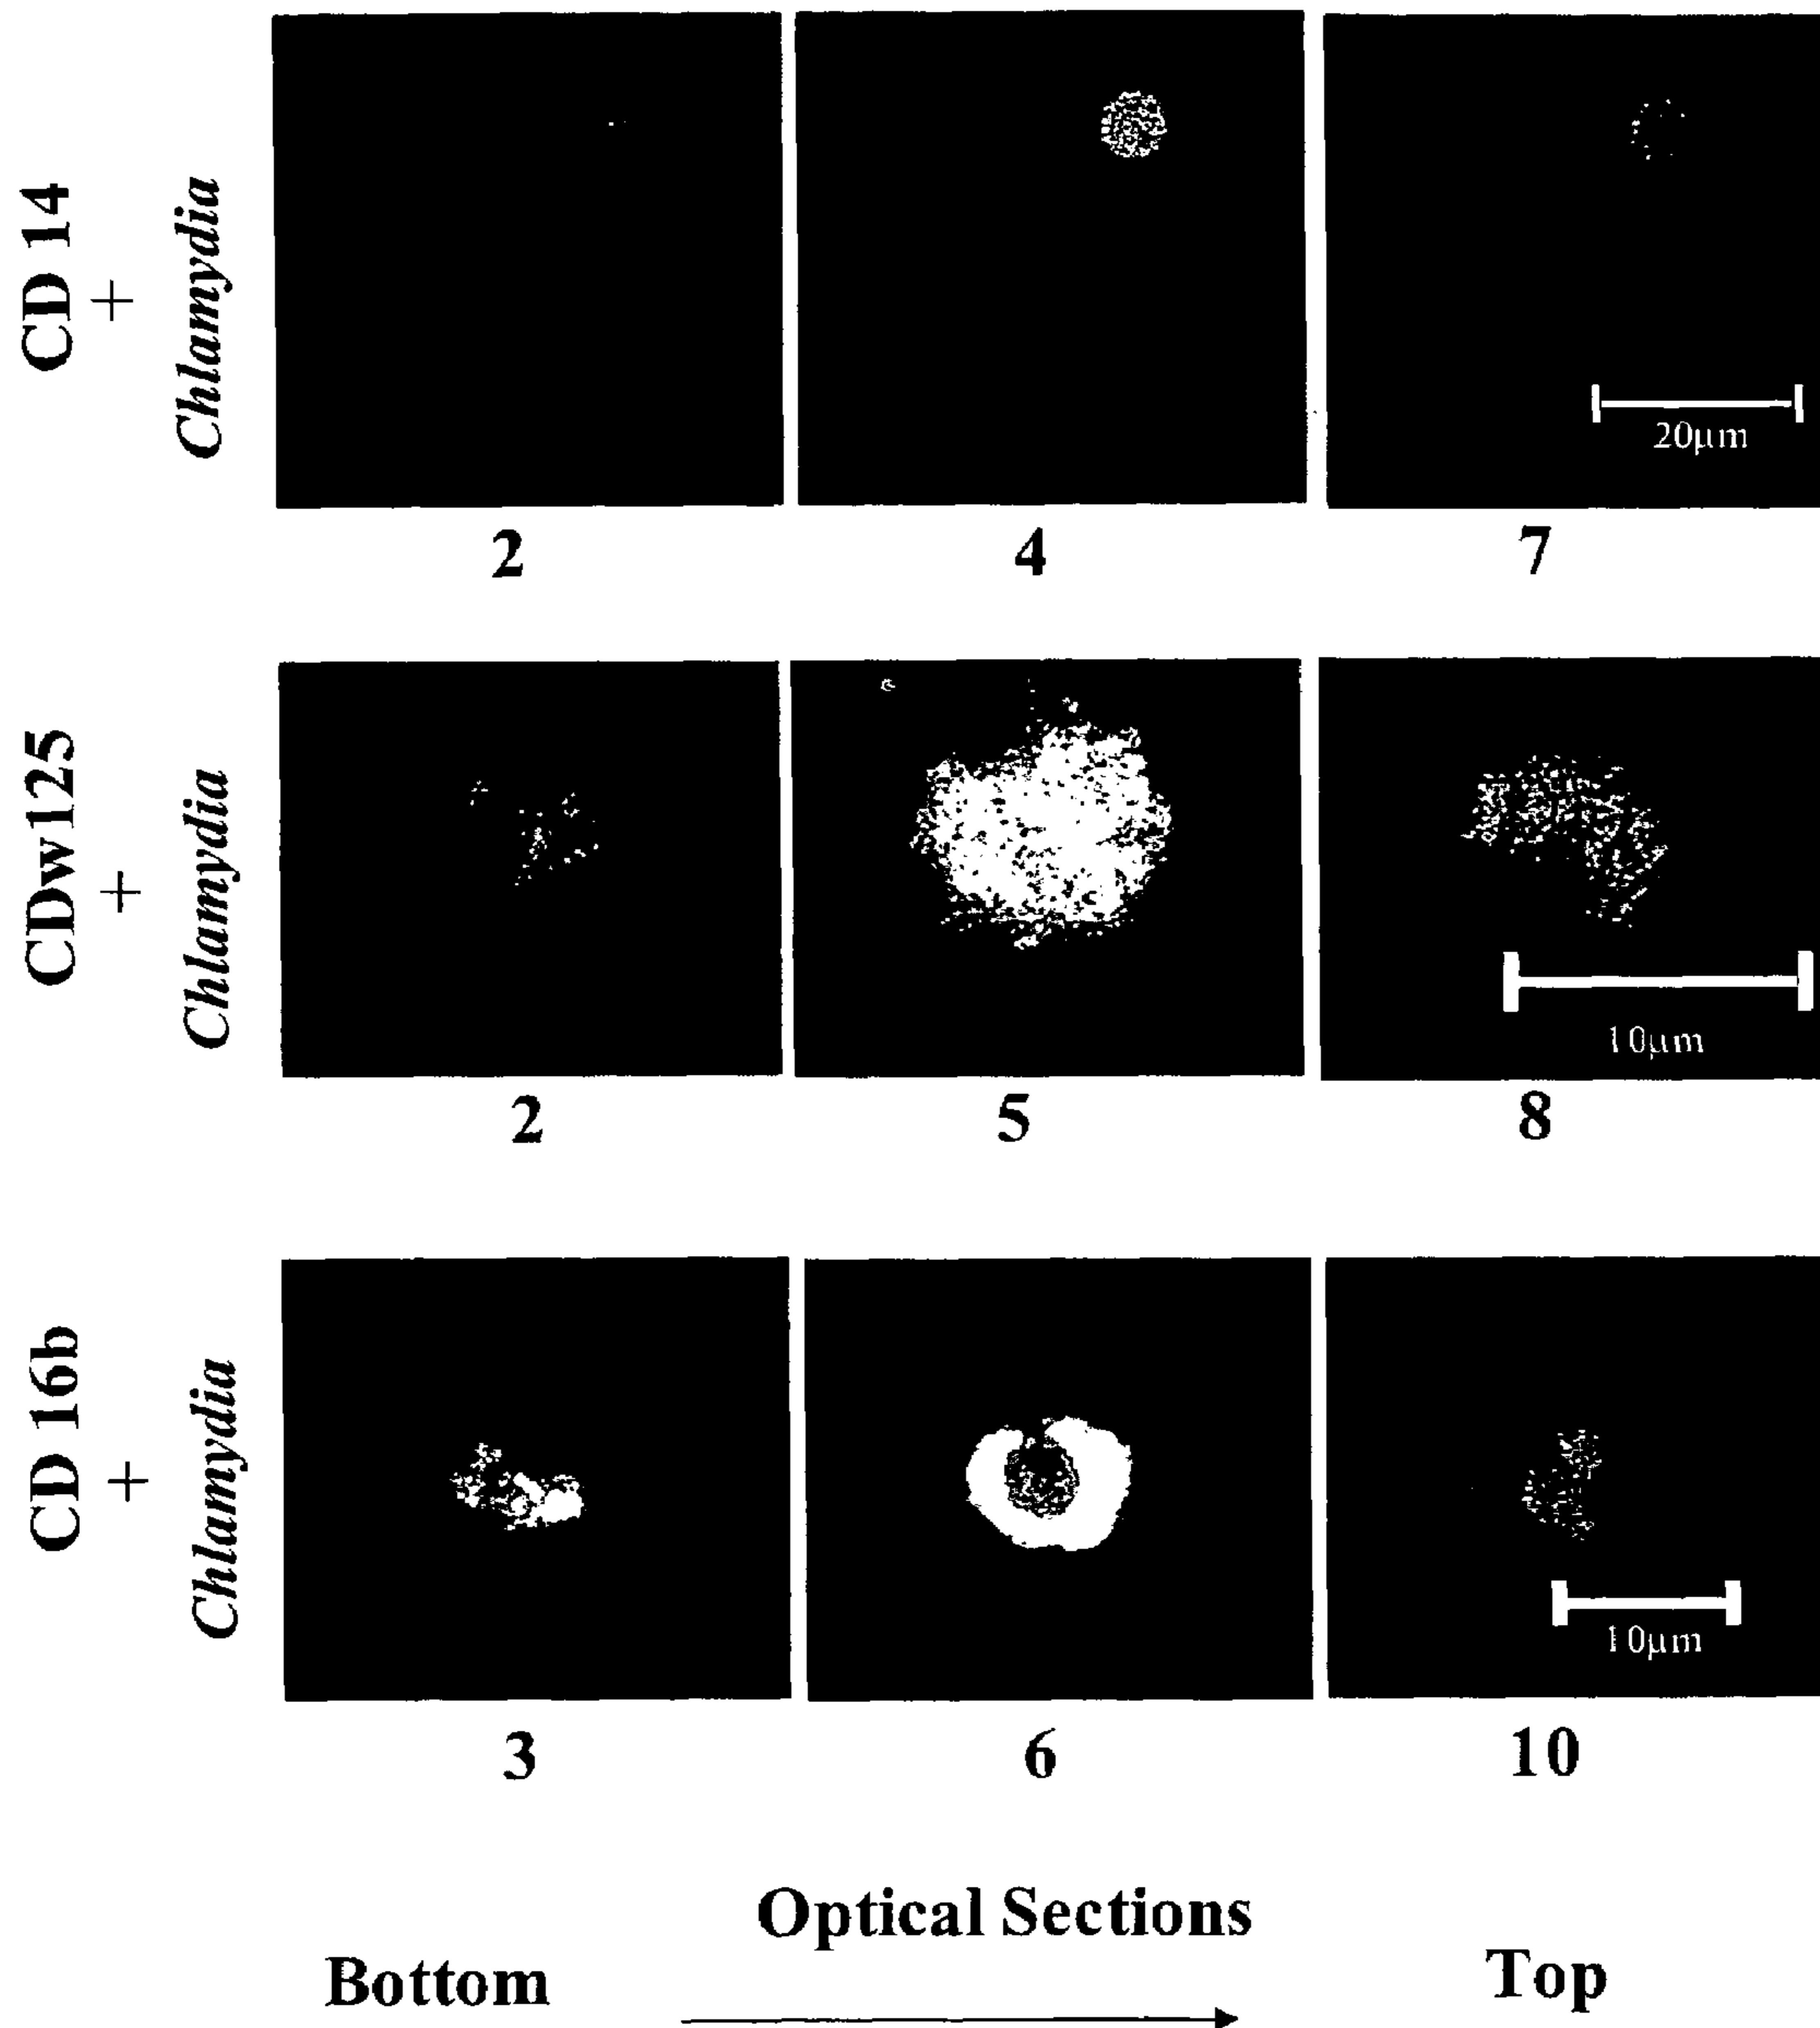 CD 14
+
Chlamydia
20µm
2 4 7
CDw125
+
Chlamydia
10µm
2 5 8
CD 16b
+
Chlamydia
10µm
3 6 10
Optical Sections
Bottom Top